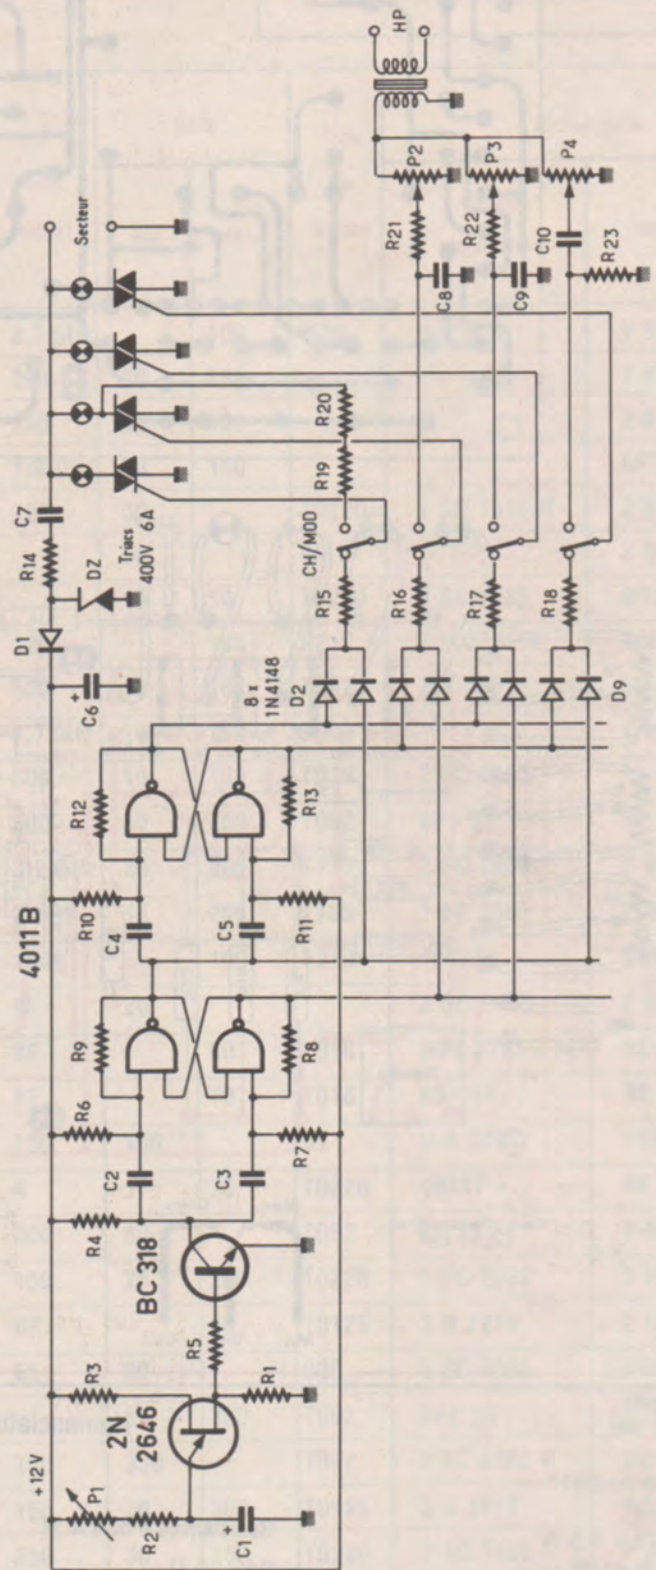 +12V
P1
R2
C1
+
2N
2646
R3
R1
R5
BC 318
R4
C2
C3
R6
R7
R9
R8
4011 B
C4
C5
R10
R11
R12
R13
C6
+
D1
DZ
R14
C7
Triacs
400V 6A
Secteur
8 x
1N4148
D2
D9
R15
R16
R17
R18
CH/MOD
R19
R20
R21
R22
R23
C8
C9
C10
P2
P3
P4
HP